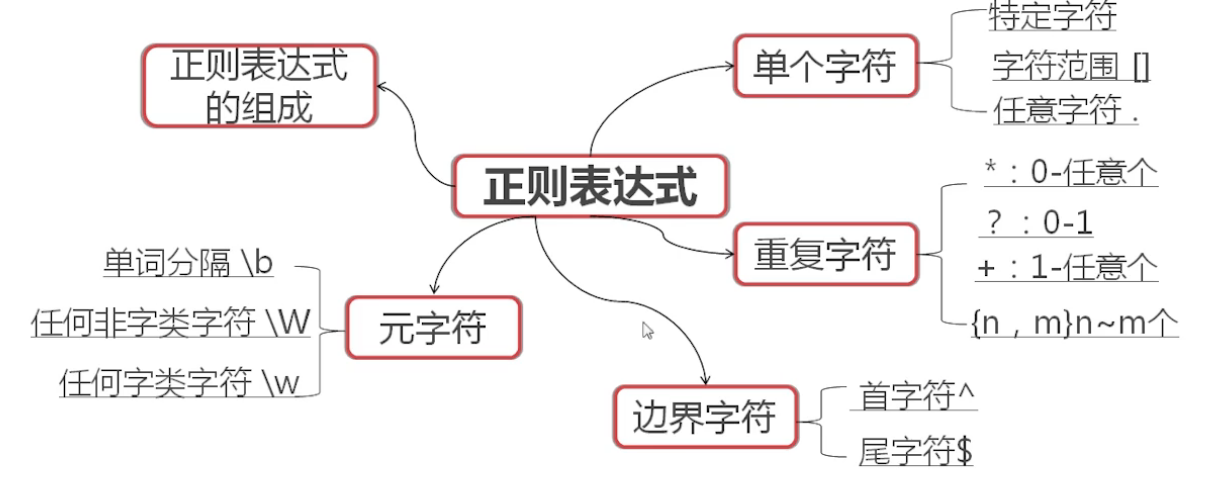 正则表达式
的组成
单个字符
特定字符
字符范围 []
任意字符 .
正则表达式
重复字符
*：0-任意个
？：0-1
+：1-任意个
{n，m}n~m个
元字符
单词分隔 \b
任何非字类字符 \W
任何字类字符 \w
边界字符
首字符^
尾字符$